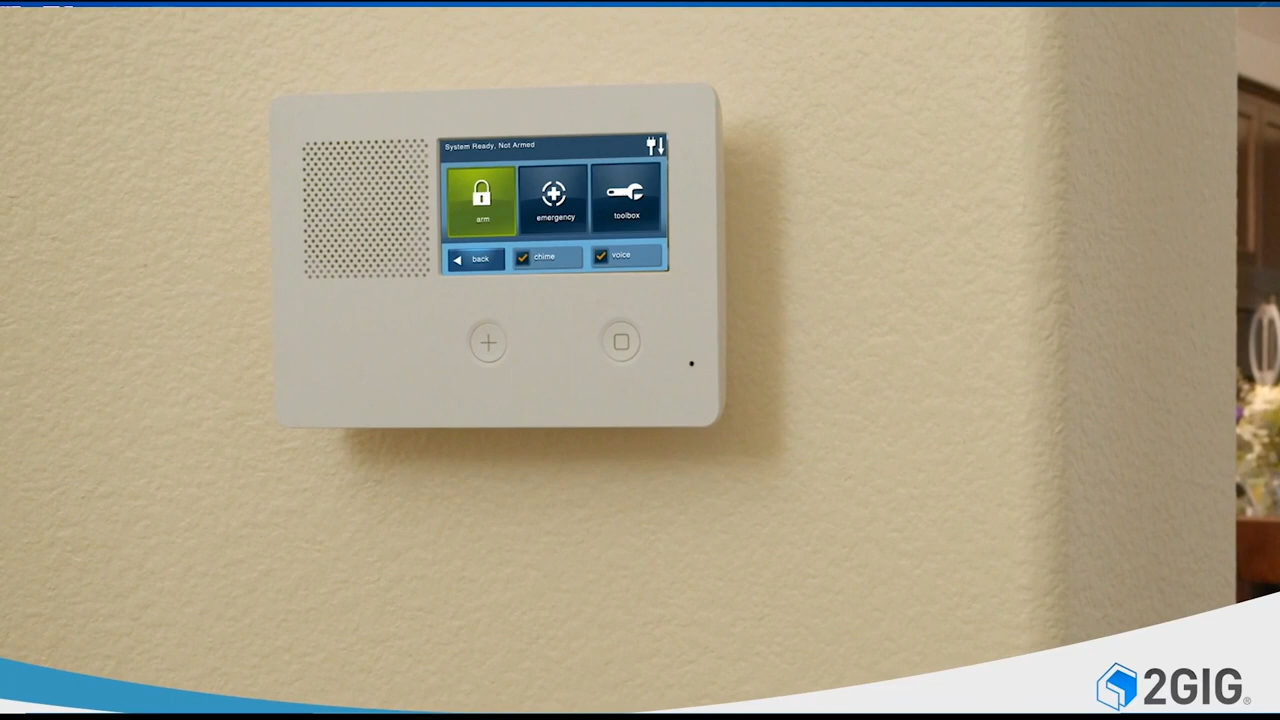 System Ready, Not Armed
arm
emergency
toolbox
back
chime
voice
2GIG®